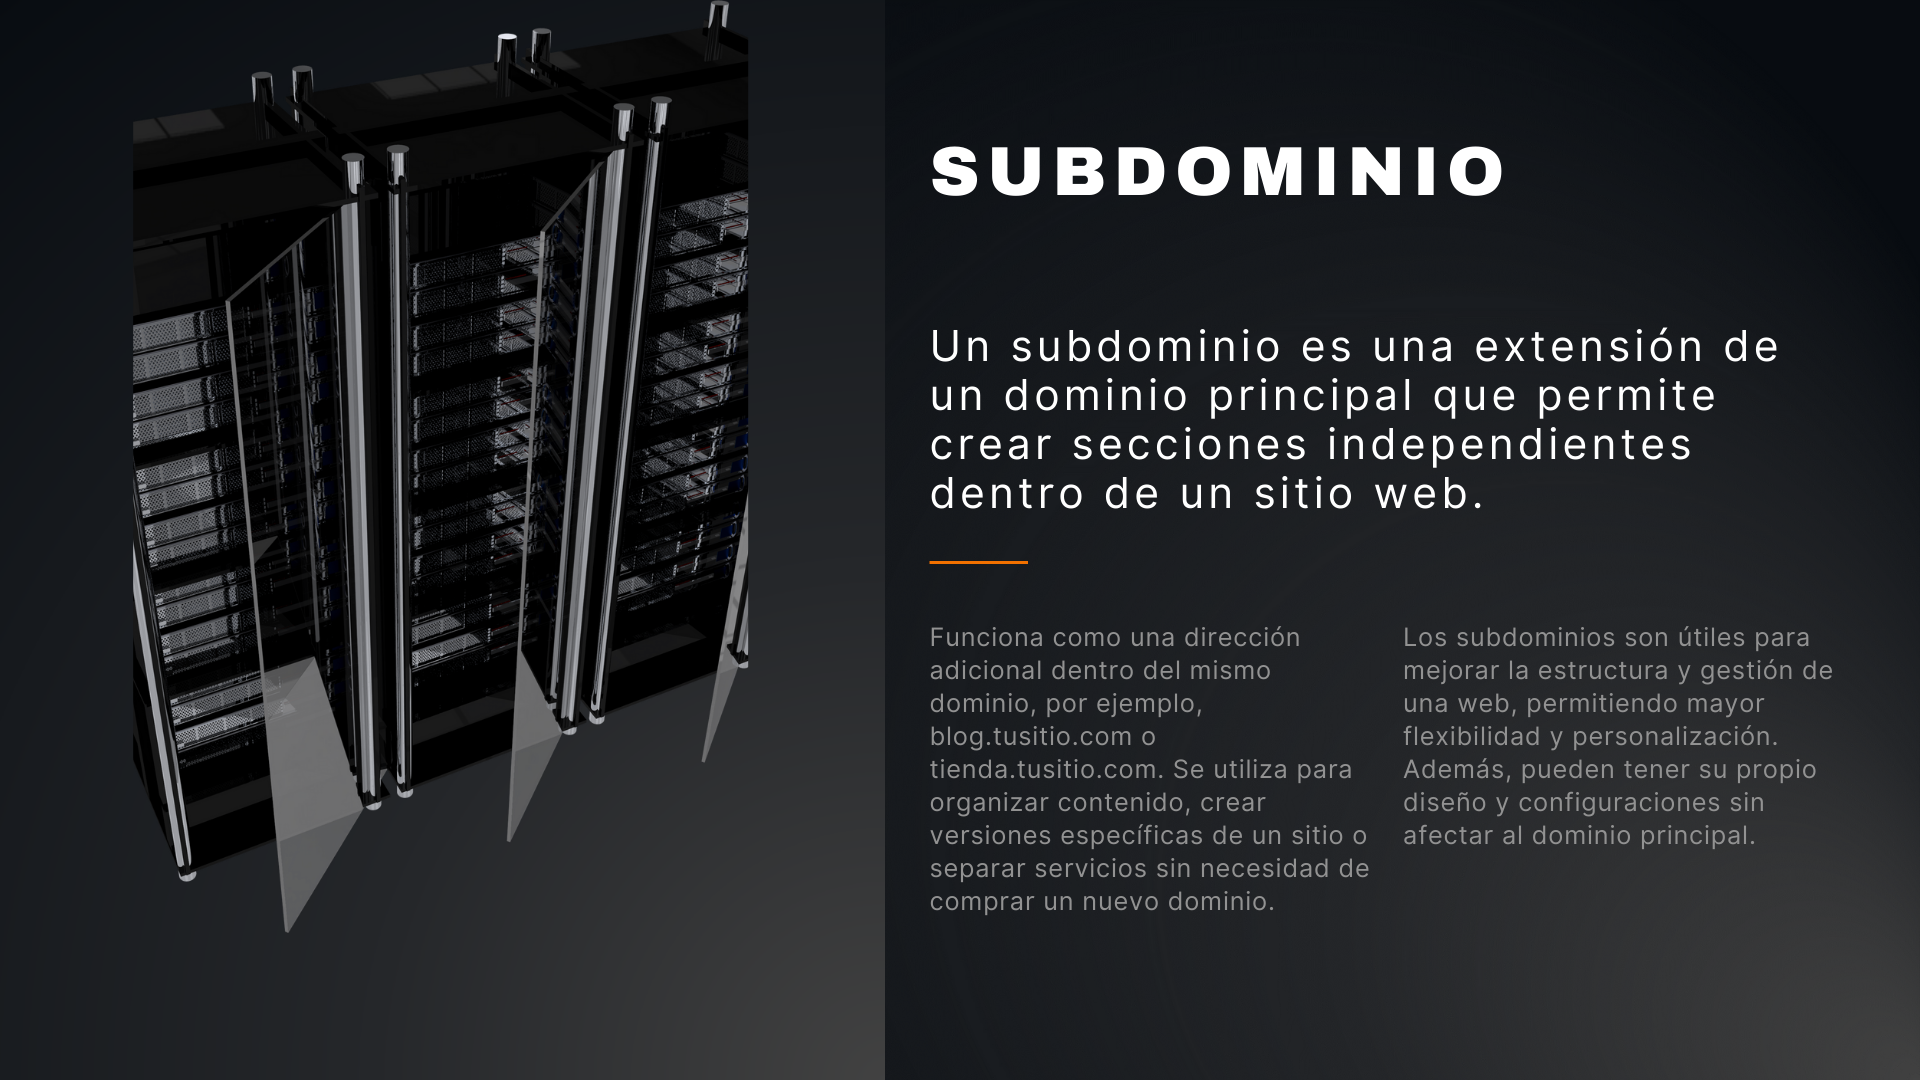 SUBDOMINIO
Un subdominio es una extensión de
un dominio principal que permite
crear secciones independientes
dentro de un sitio web.
Funciona como una dirección
adicional dentro del mismo
dominio, por ejemplo,
blog.tusitio.com o
tienda.tusitio.com. Se utiliza para
organizar contenido, crear
versiones específicas de un sitio o
separar servicios sin necesidad de
comprar un nuevo dominio.
Los subdominios son útiles para
mejorar la estructura y gestión de
una web, permitiendo mayor
flexibilidad y personalización.
Además, pueden tener su propio
diseño y configuraciones sin
afectar al dominio principal.